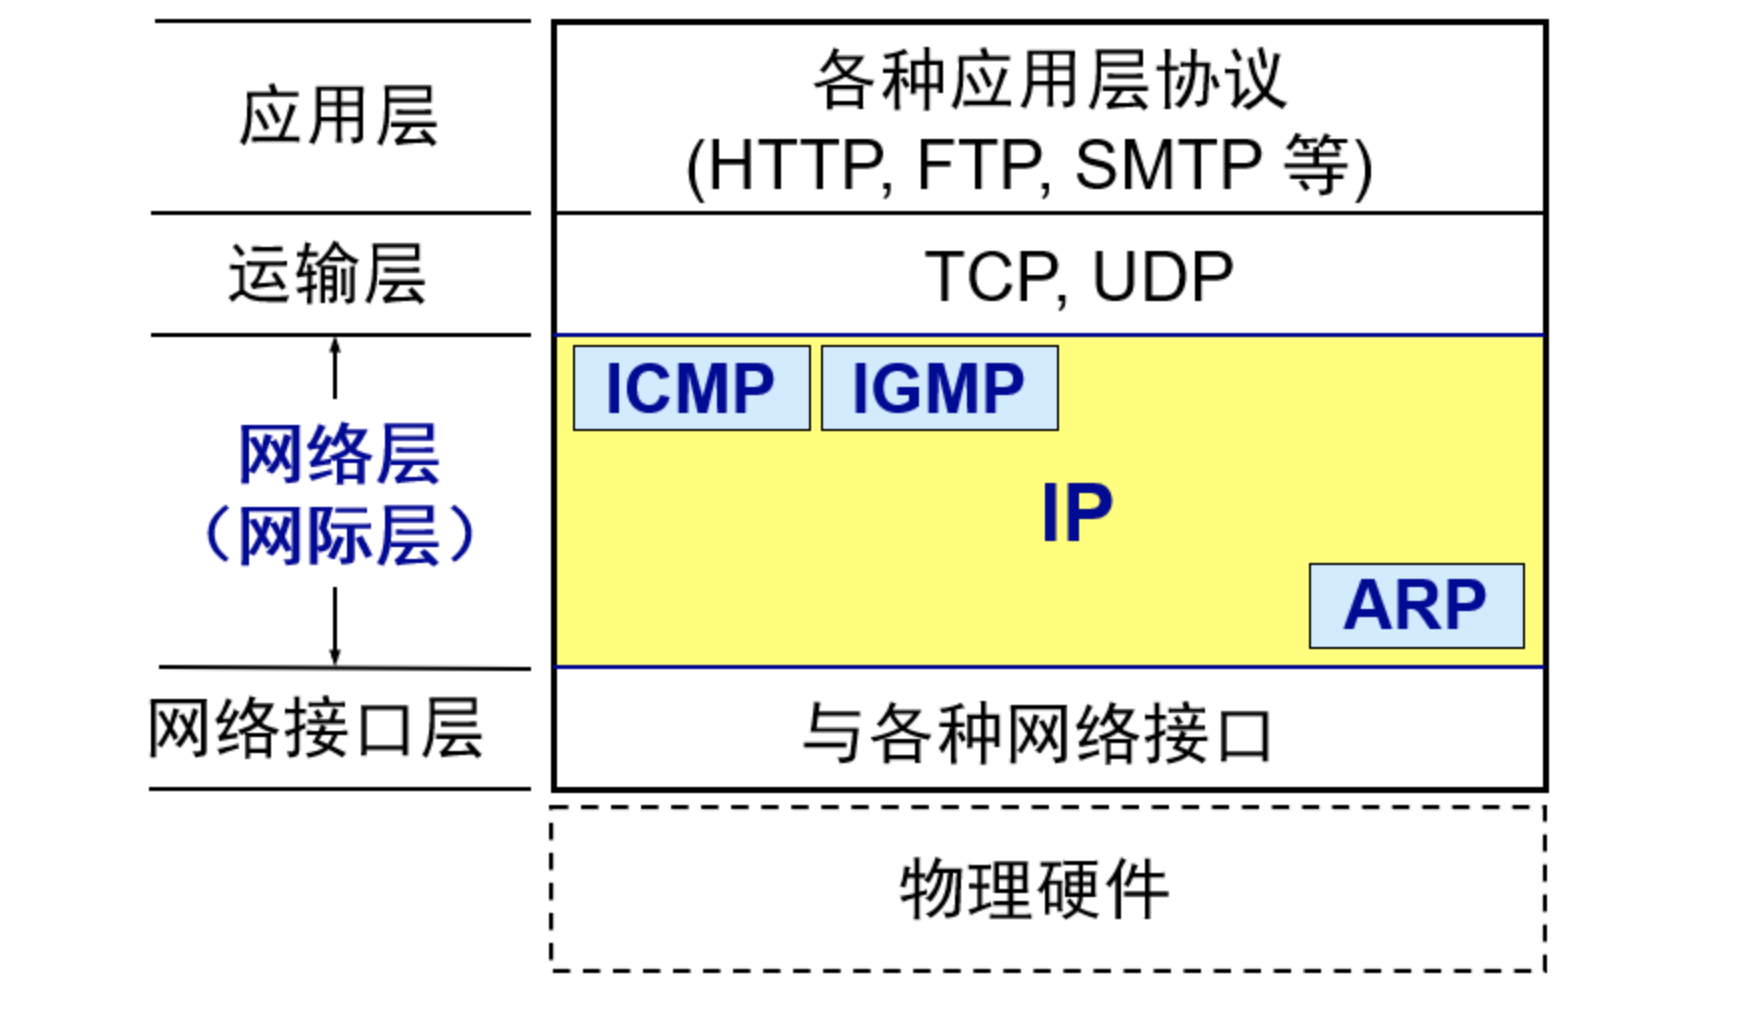 应用层
各种应用层协议
(HTTP, FTP, SMTP 等)
运输层
TCP, UDP
ICMP
IGMP
网络层
（网际层）
IP
ARP
网络接口层
与各种网络接口
物理硬件